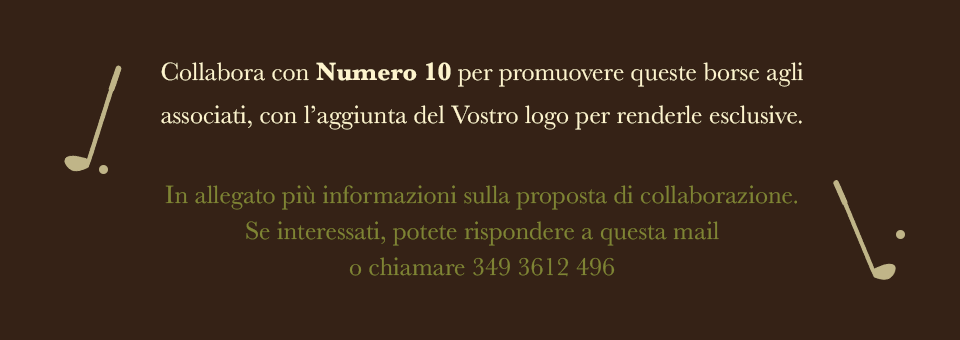 Collabora con Numero 10 per promuovere queste borse agli
associati, con l’aggiunta del Vostro logo per renderle esclusive.
In allegato più informazioni sulla proposta di collaborazione.
Se interessati, potete rispondere a questa mail
o chiamare 349 3612 496